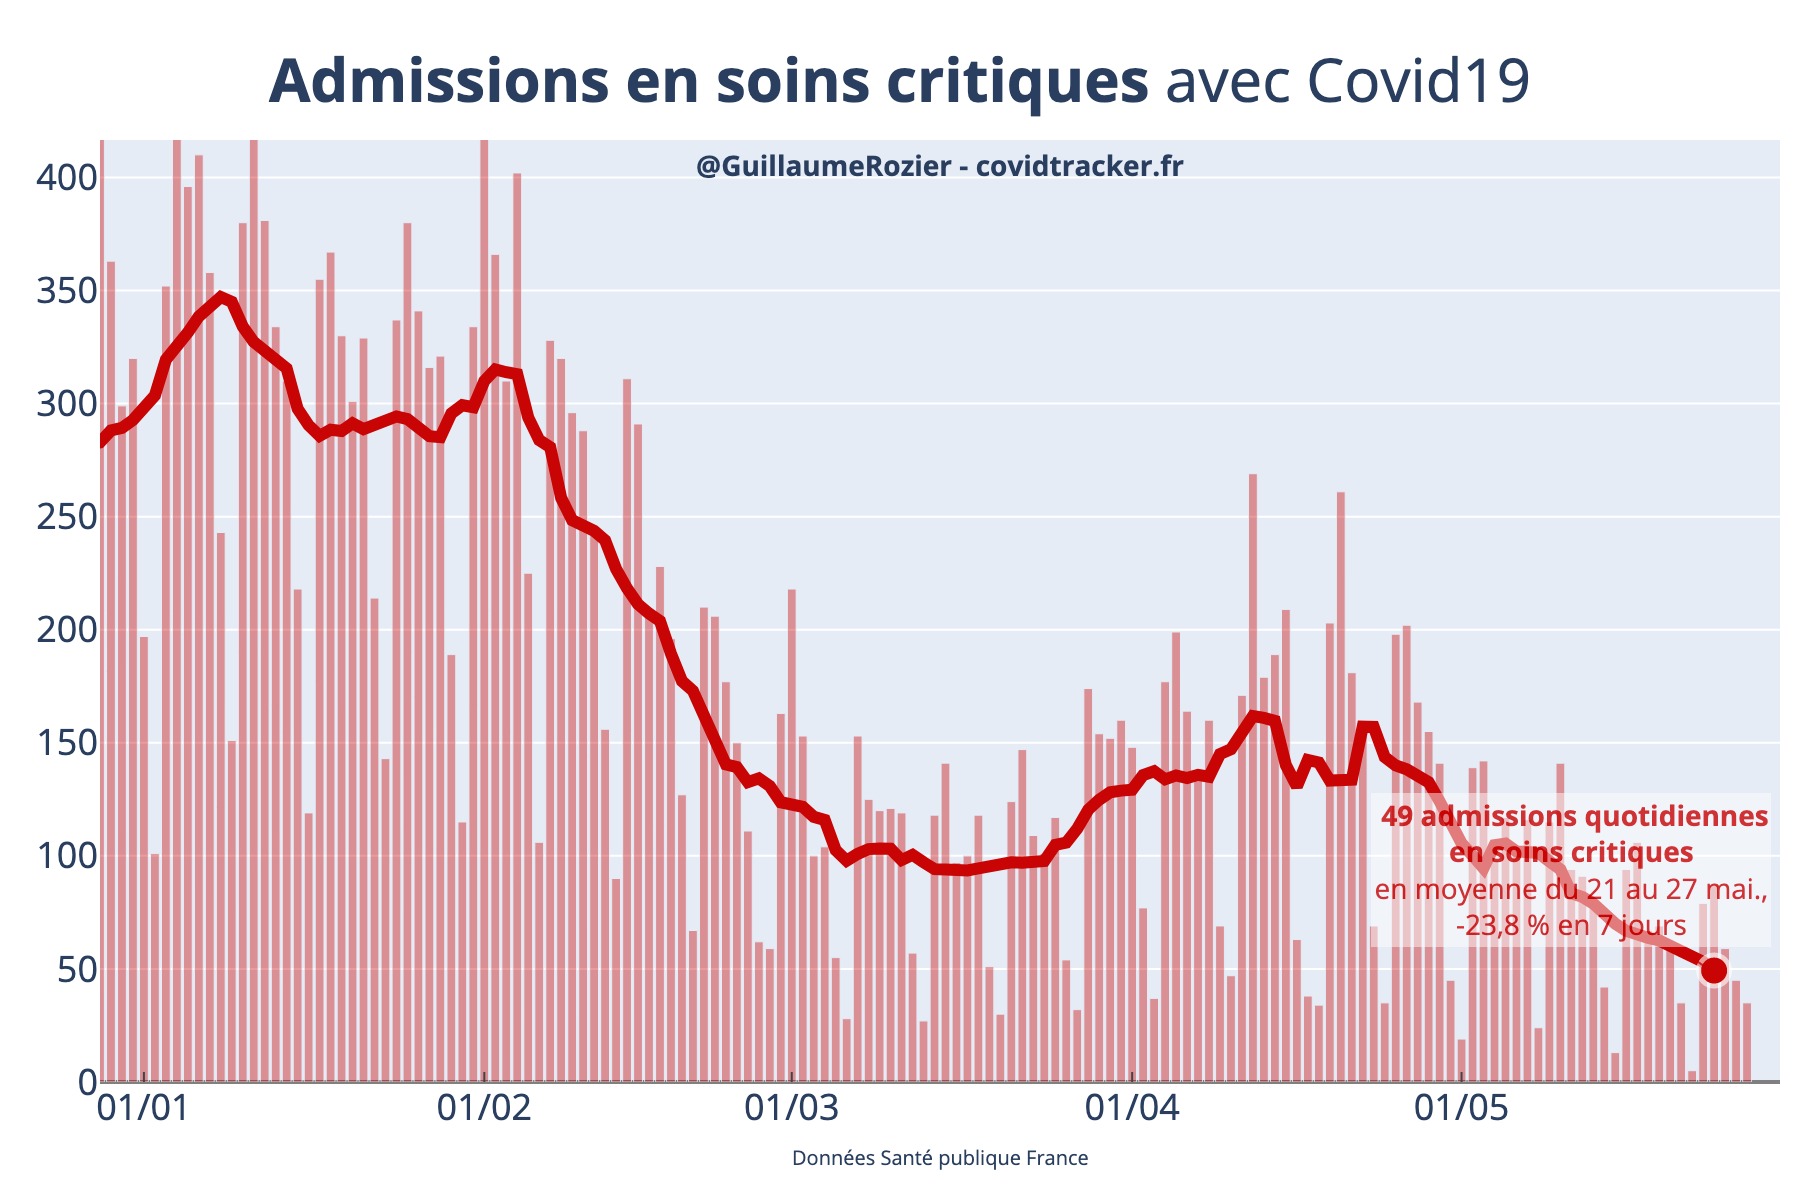 Admissions en soins critiques avec Covid19
@GuillaumeRozier - covidtracker.fr
400
350
300
250
200
150
100
50
0
49 admissions quotidiennes
en soins critiques
en moyenne du 21 au 27 mai.,
-23,8 % en 7 jours
01/01
01/02
01/03
01/04
01/05
Données Santé publique France